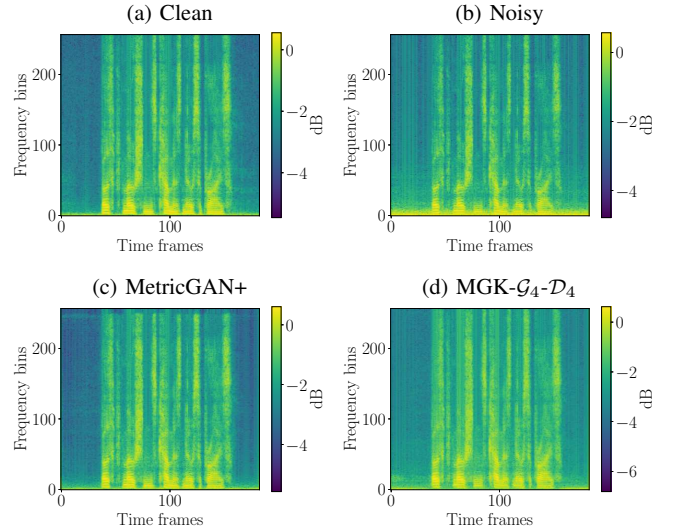 (a) Clean
(b) Noisy
0
−2
−4
dB
200
100
0
Frequency bins
0
100
Time frames
0
−2
−4
dB
200
100
0
Frequency bins
0
100
Time frames
(c) MetricGAN+
(d) MGK-𝒢₄-𝒟₄
0
−2
−4
dB
200
100
0
Frequency bins
0
100
Time frames
0
−2
−4
−6
dB
200
100
0
Frequency bins
0
100
Time frames